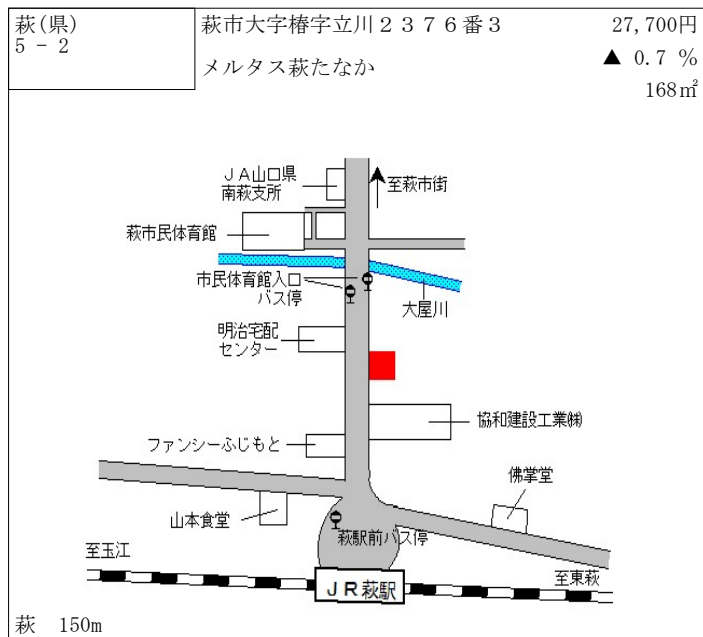 萩(県)
5 - 2
萩市大字椿字立川２３７６番３
メルタス萩たなか
27,700円
▲ 0.7 %
168㎡
ＪＡ山口県
南萩支所
至萩市街
萩市民体育館
市民体育館入口
バス停
大屋川
明治宅配
センター
協和建設工業㈱
ファンシーふじもと
佛掌堂
山本食堂
萩駅前バス停
至玉江
至東萩
ＪＲ萩駅
萩 150m